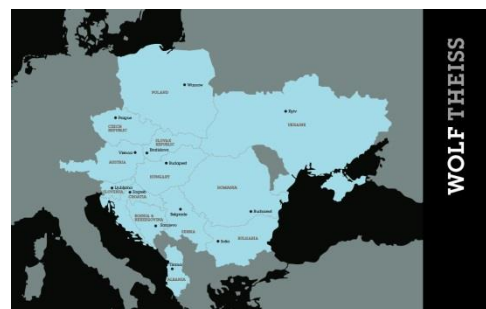 WOLF THEISS
Warsaw
POLAND
Prague
CZECH
REPUBLIC
Kyiv
UKRAINE
SLOVAK
REPUBLIC
Vienna
Bratislava
AUSTRIA
Budapest
HUNGARY
Ljubljana
SLOVENIA
Zagreb
CROATIA
ROMANIA
BOSNIA &
HERZEGOVINA
Belgrade
Bucharest
Sarajevo
SERBIA
Sofia
BULGARIA
Tirana
ALBANIA